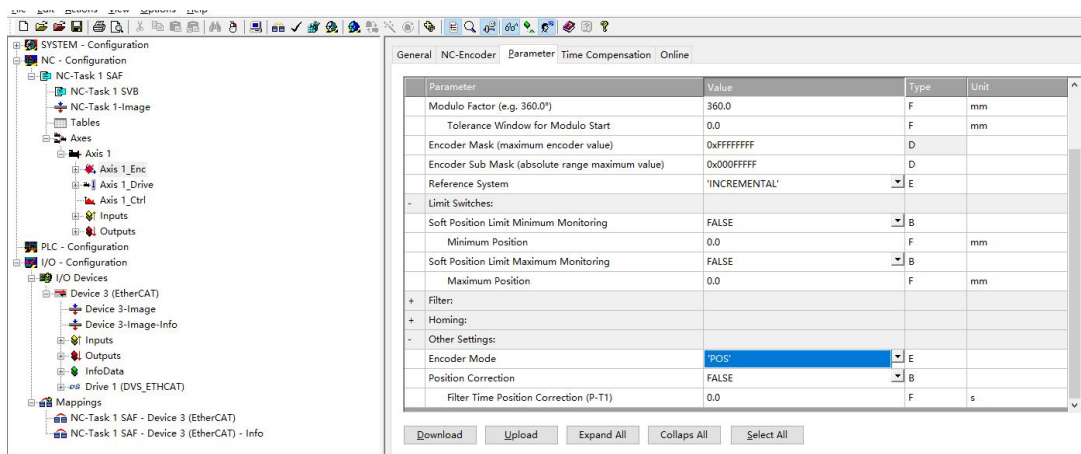 File Edit Actions View Options Help
SYSTEM - Configuration
NC - Configuration
NC-Task 1 SAF
NC-Task 1 SVB
NC-Task 1-Image
Tables
Axes
Axis 1
Axis 1_Enc
Axis 1_Drive
Axis 1_Ctrl
Inputs
Outputs
PLC - Configuration
I/O - Configuration
I/O Devices
Device 3 (EtherCAT)
Device 3-Image
Device 3-Image-Info
Inputs
Outputs
InfoData
Drive 1 (DVS_ETHCAT)
Mappings
NC-Task 1 SAF - Device 3 (EtherCAT)
NC-Task 1 SAF - Device 3 (EtherCAT) - Info
General NC-Encoder Parameter Time Compensation Online
Parameter Value Type Unit
Modulo Factor (e.g. 360.0°) 360.0 F mm
Tolerance Window for Modulo Start 0.0 F mm
Encoder Mask (maximum encoder value) 0xFFFFFFFF D
Encoder Sub Mask (absolute range maximum value) 0x000FFFFF D
Reference System 'INCREMENTAL' E
- Limit Switches:
Soft Position Limit Minimum Monitoring FALSE B
Minimum Position 0.0 F mm
Soft Position Limit Maximum Monitoring FALSE B
Maximum Position 0.0 F mm
+ Filter:
+ Homing:
- Other Settings:
Encoder Mode 'POS' E
Position Correction FALSE B
Filter Time Position Correction (P-T1) 0.0 F s
Download Upload Expand All Collaps All Select All